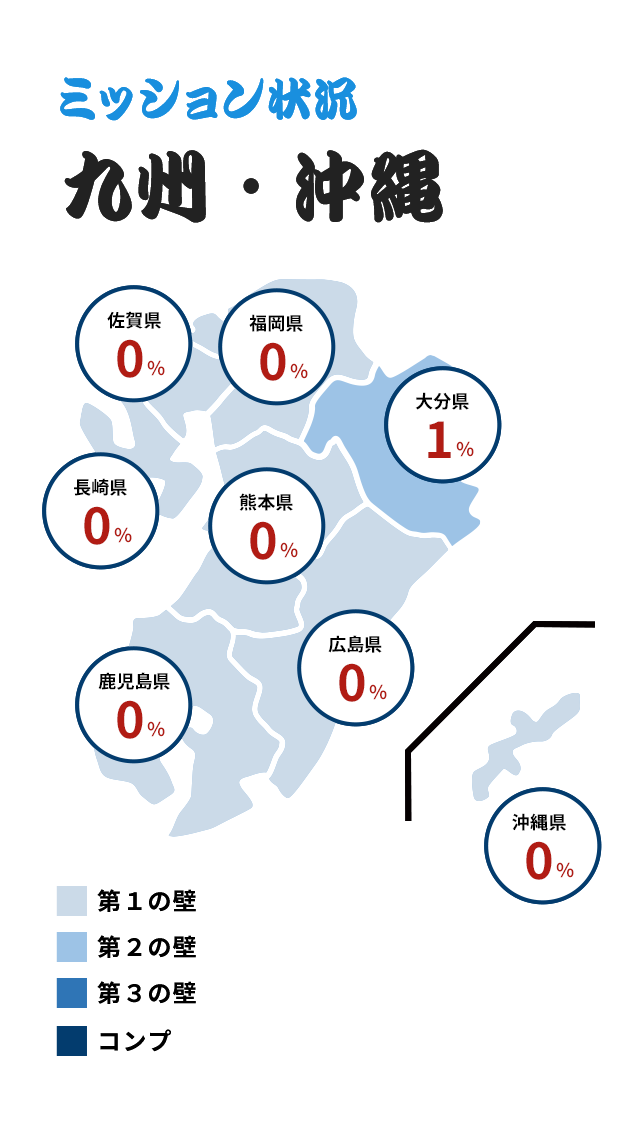 ミッション状況
九州・沖縄
佐賀県
0%
福岡県
0%
大分県
1%
長崎県
0%
熊本県
0%
広島県
0%
鹿児島県
0%
沖縄県
0%
第１の壁
第２の壁
第３の壁
コンプ